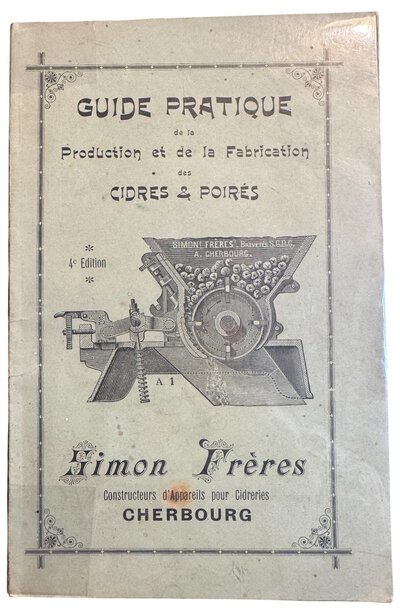 GUIDE PRATIQUE
de la
Production et de la Fabrication
des
CIDRES & POIRÉS
4e Edition
SIMON FRÈRES, BREVETÉS S.G.D.G.
A. CHERBOURG.
A 1
Simon Frères
Constructeurs d'Appareils pour Cidreries
CHERBOURG